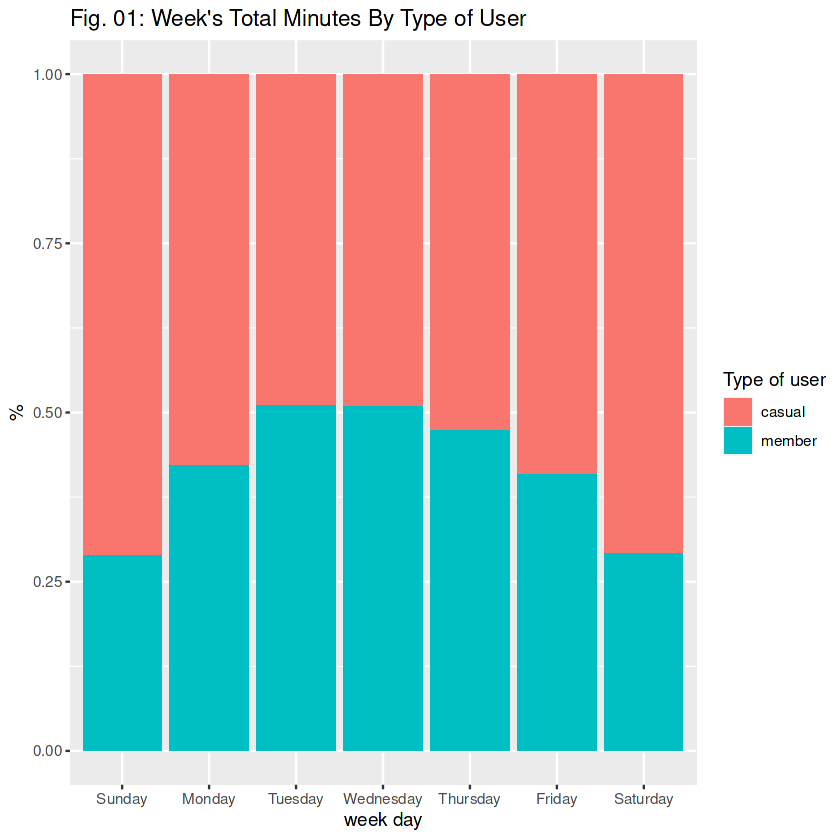 Fig. 01: Week's Total Minutes By Type of User
1.00
0.75
0.50
0.25
0.00
%
Sunday Monday Tuesday Wednesday Thursday Friday Saturday
week day
Type of user
casual
member